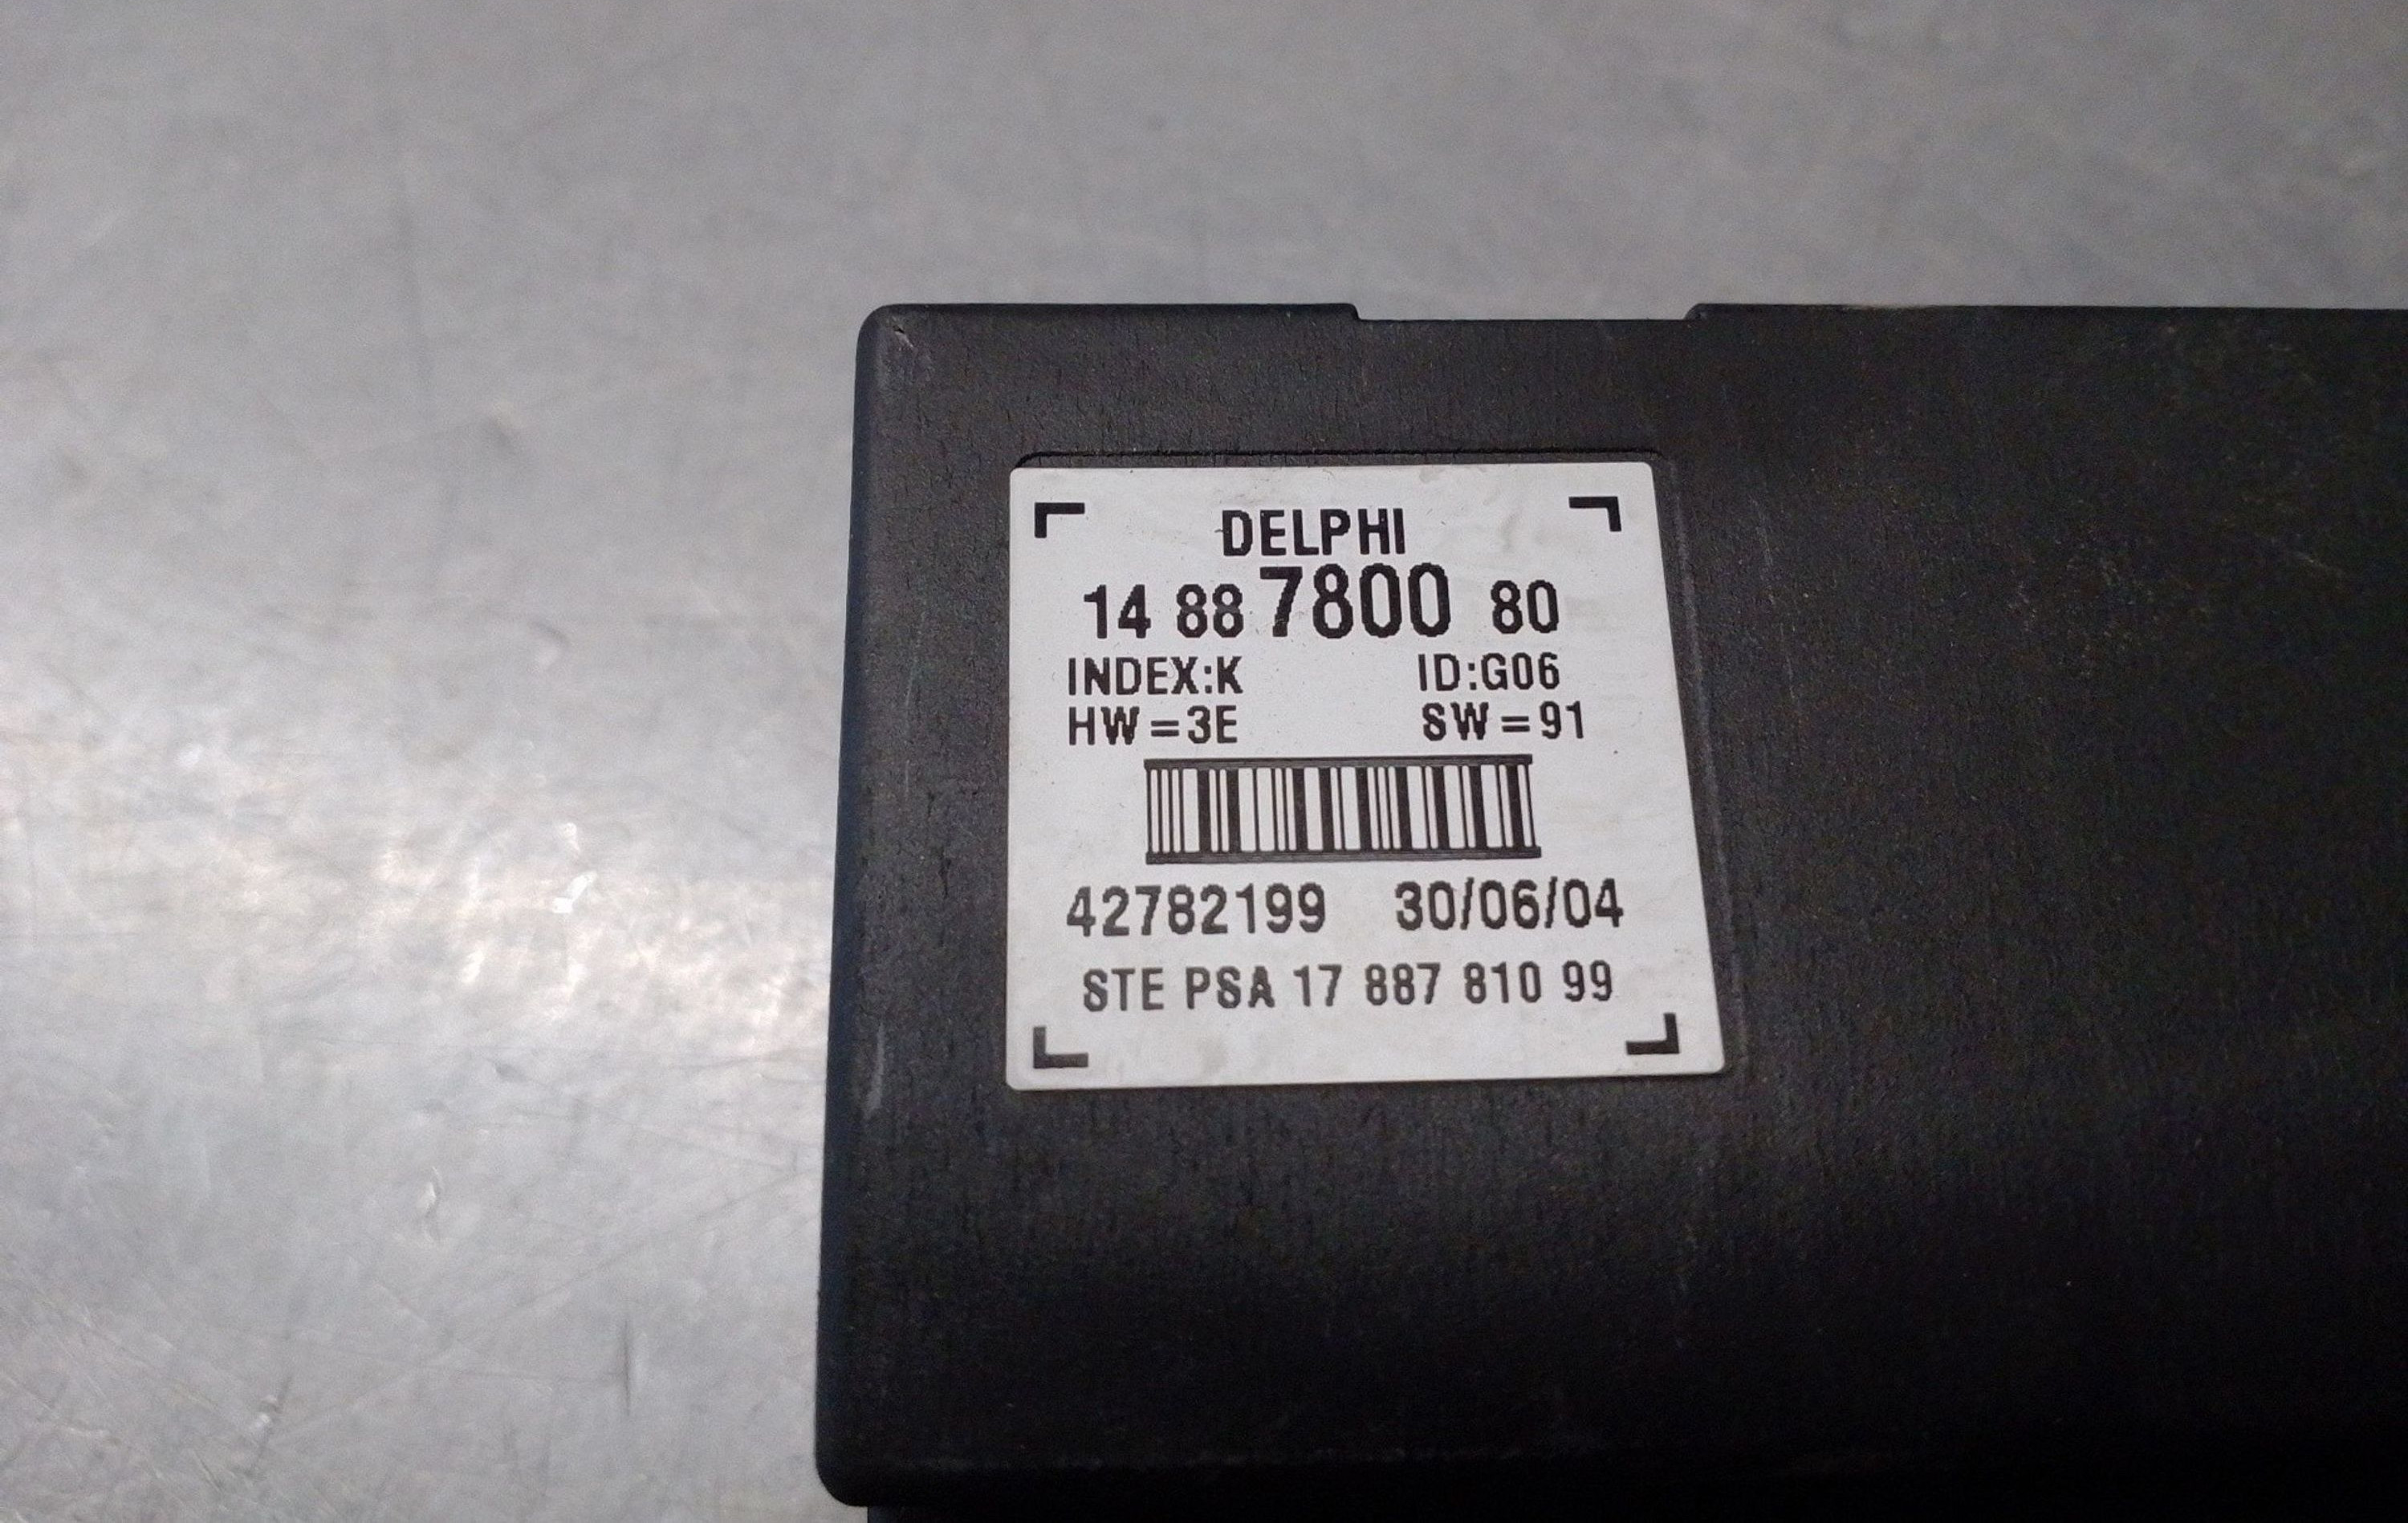 DELPHI
14 88 7800 80
INDEX:K ID:G06
HW=3E SW=91
42782199 30/06/04
STE PSA 17 887 810 99